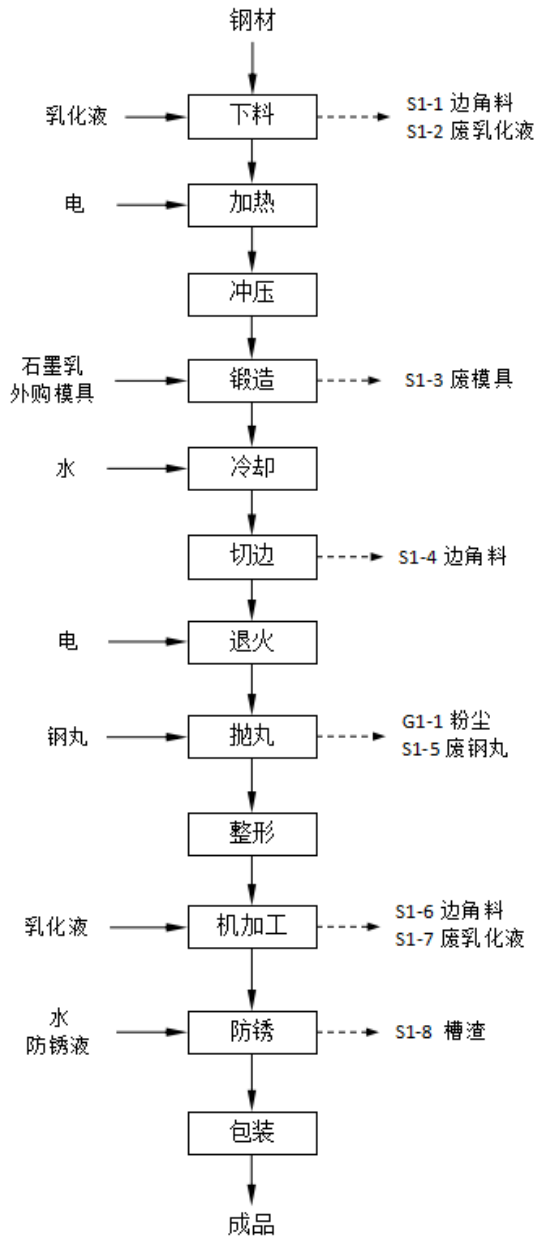 钢材
乳化液
下料
S1-1 边角料
S1-2 废乳化液
电
加热
冲压
石墨乳
外购模具
锻造
S1-3 废模具
水
冷却
切边
S1-4 边角料
电
退火
钢丸
抛丸
G1-1 粉尘
S1-5 废钢丸
整形
乳化液
机加工
S1-6 边角料
S1-7 废乳化液
水
防锈液
防锈
S1-8 槽渣
包装
成品